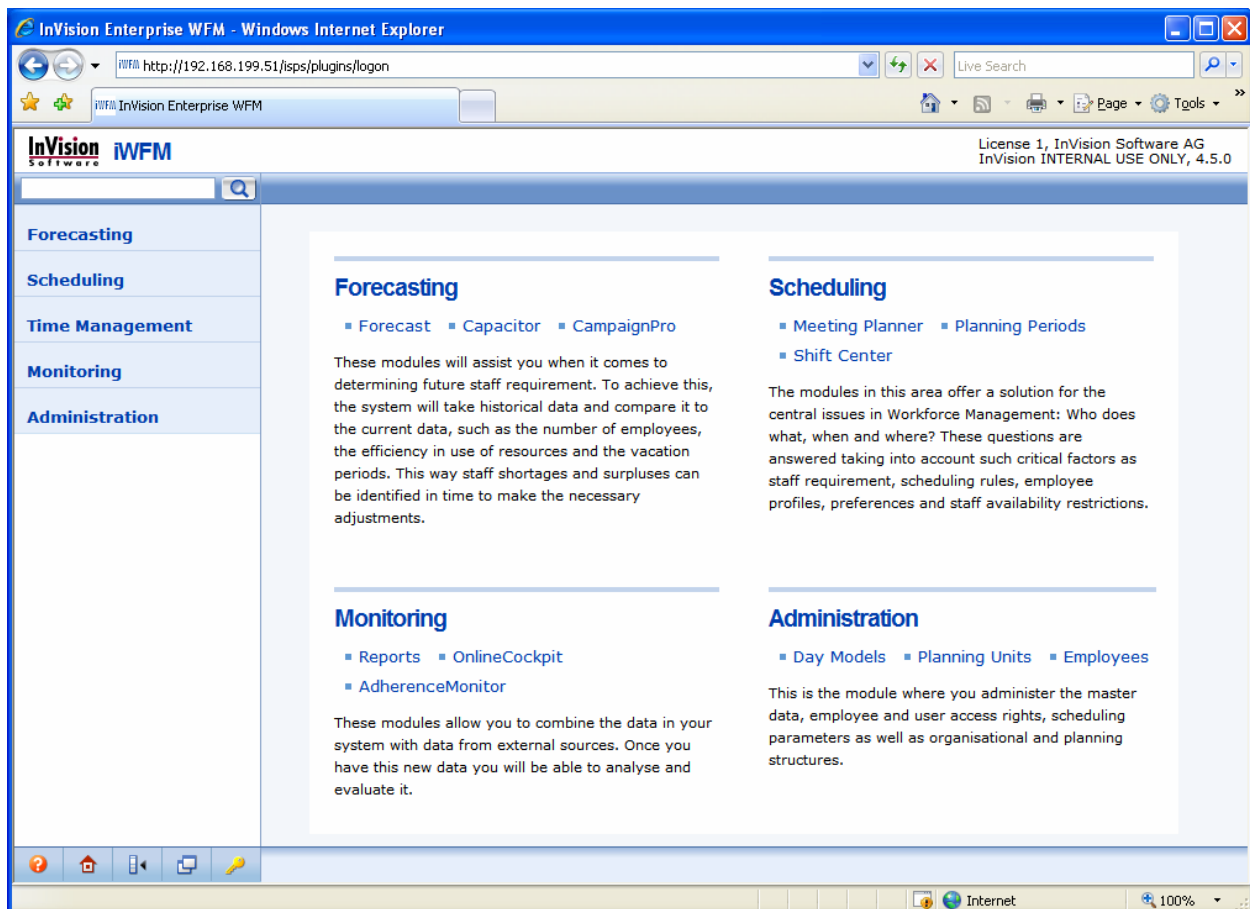 InVision Enterprise WFM - Windows Internet Explorer
iWFM http://192.168.199.51/isps/plugins/logon
Live Search
iWFM InVision Enterprise WFM
Page
Tools
»
InVision Software iWFM
License 1, InVision Software AG
InVision INTERNAL USE ONLY, 4.5.0
Forecasting
Scheduling
Time Management
Monitoring
Administration
Forecasting
Forecast Capacitor CampaignPro
These modules will assist you when it comes to
determining future staff requirement. To achieve this,
the system will take historical data and compare it to
the current data, such as the number of employees,
the efficiency in use of resources and the vacation
periods. This way staff shortages and surpluses can
be identified in time to make the necessary
adjustments.
Scheduling
Meeting Planner Planning Periods
Shift Center
The modules in this area offer a solution for the
central issues in Workforce Management: Who does
what, when and where? These questions are
answered taking into account such critical factors as
staff requirement, scheduling rules, employee
profiles, preferences and staff availability restrictions.
Monitoring
Reports OnlineCockpit
AdherenceMonitor
These modules allow you to combine the data in your
system with data from external sources. Once you
have this new data you will be able to analyse and
evaluate it.
Administration
Day Models Planning Units Employees
This is the module where you administer the master
data, employee and user access rights, scheduling
parameters as well as organisational and planning
structures.
Internet
100%